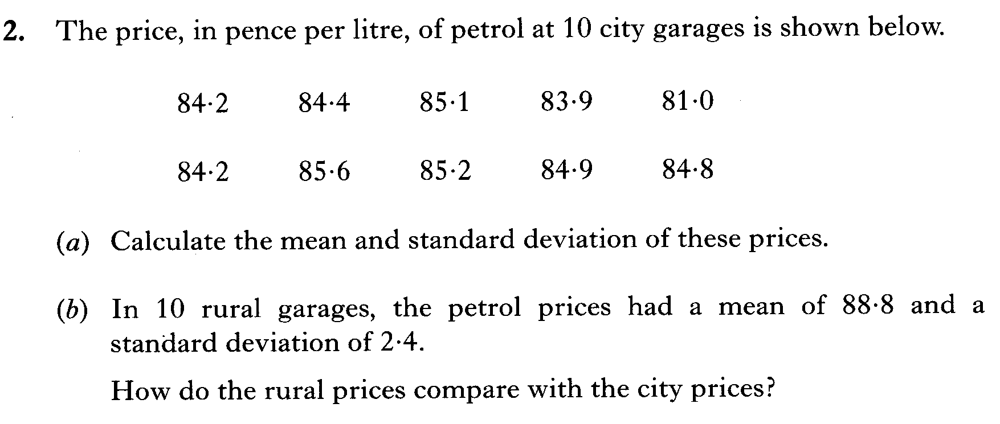 2. The price, in pence per litre, of petrol at 10 city garages is shown below.
84·2 84·4 85·1 83·9 81·0
84·2 85·6 85·2 84·9 84·8
(a) Calculate the mean and standard deviation of these prices.
(b) In 10 rural garages, the petrol prices had a mean of 88·8 and a
standard deviation of 2·4.
How do the rural prices compare with the city prices?